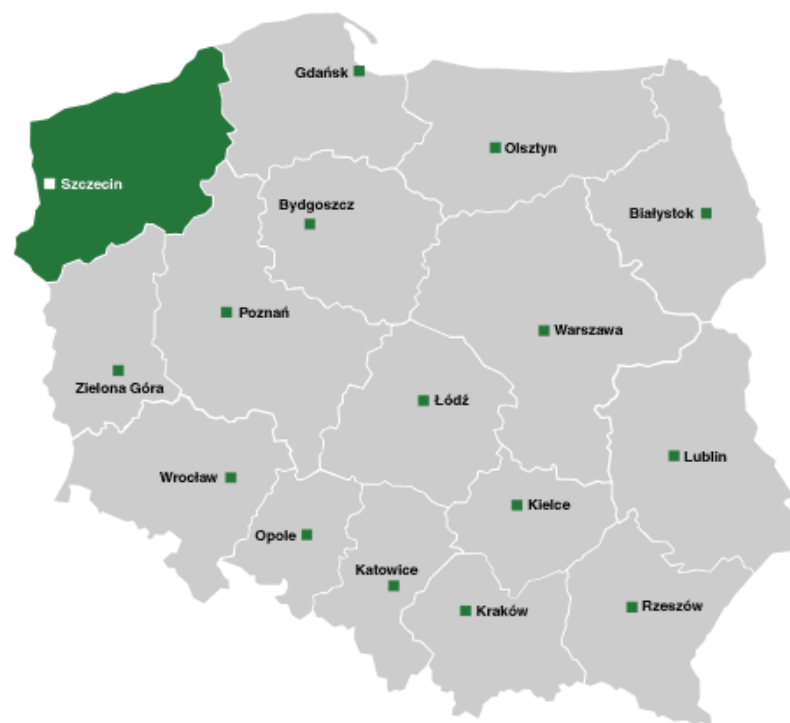 Gdańsk
Olsztyn
Szczecin
Bydgoszcz
Białystok
Poznań
Warszawa
Zielona Góra
Łódź
Lublin
Wrocław
Kielce
Opole
Katowice
Kraków
Rzeszów